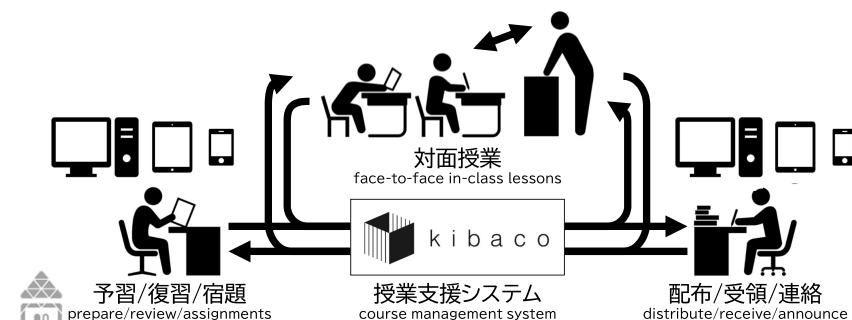 対面授業
face-to-face in-class lessons
kibaco
予習/復習/宿題
prepare/review/assignments
授業支援システム
course management system
配布/受領/連絡
distribute/receive/announce